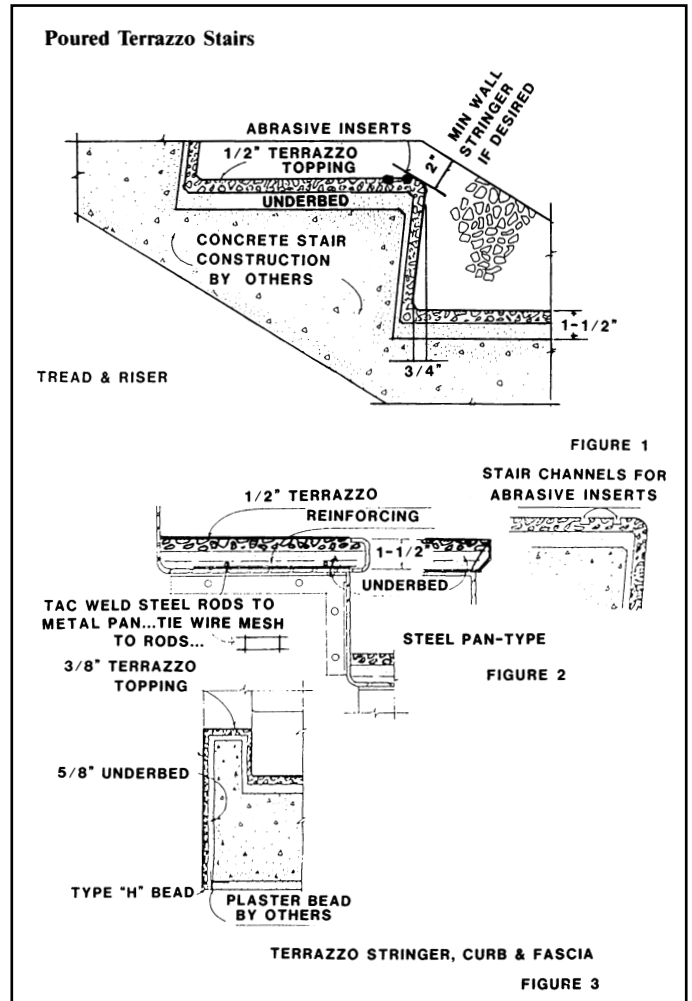 Poured Terrazzo Stairs
ABRASIVE INSERTS
1/2" TERRAZZO
TOPPING
MIN WALL
STRINGER
IF DESIRED
2"
UNDERBED
CONCRETE STAIR
CONSTRUCTION
BY OTHERS
1-1/2"
3/4"
TREAD & RISER
FIGURE 1
STAIR CHANNELS FOR
ABRASIVE INSERTS
1/2" TERRAZZO
REINFORCING
1-1/2"
UNDERBED
TAC WELD STEEL RODS TO
METAL PAN...TIE WIRE MESH
TO RODS...
STEEL PAN-TYPE
FIGURE 2
3/8" TERRAZZO
TOPPING
5/8" UNDERBED
TYPE "H" BEAD
PLASTER BEAD
BY OTHERS
TERRAZZO STRINGER, CURB & FASCIA
FIGURE 3